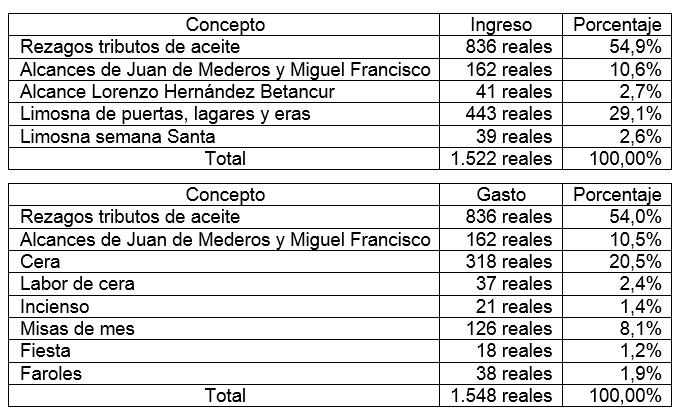 Concepto Ingreso Porcentaje
Rezagos tributos de aceite 836 reales 54,9%
Alcances de Juan de Mederos y Miguel Francisco 162 reales 10,6%
Alcance Lorenzo Hernández Betancur 41 reales 2,7%
Limosna de puertas, lagares y eras 443 reales 29,1%
Limosna semana Santa 39 reales 2,6%
Total 1.522 reales 100,00%
Concepto Gasto Porcentaje
Rezagos tributos de aceite 836 reales 54,0%
Alcances de Juan de Mederos y Miguel Francisco 162 reales 10,5%
Cera 318 reales 20,5%
Labor de cera 37 reales 2,4%
Incienso 21 reales 1,4%
Misas de mes 126 reales 8,1%
Fiesta 18 reales 1,2%
Faroles 38 reales 1,9%
Total 1.548 reales 100,00%